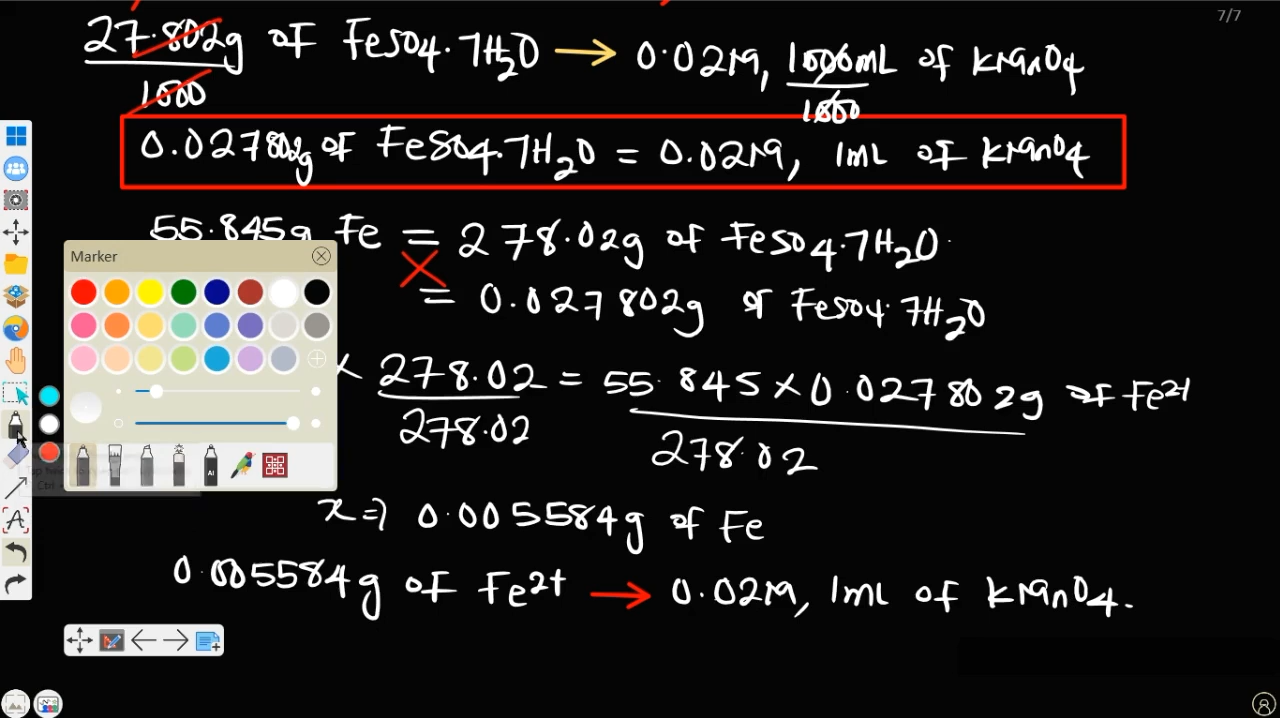 7/7
27.802g of FeSO4.7H2O → 0.02M, 1000mL of KMnO4
1000 1000
0.027802g of FeSO4.7H2O = 0.02M, 1mL of KMnO4
55.845g Fe = 278.02g of FeSO4.7H2O
= 0.027802g of FeSO4.7H2O
Marker
x 278.02 = 55.845 x 0.027802g of Fe2+
278.02 278.02
AI
Ctrl
x => 0.005584g of Fe
0.005584g of Fe2+ → 0.02M, 1mL of KMnO4.